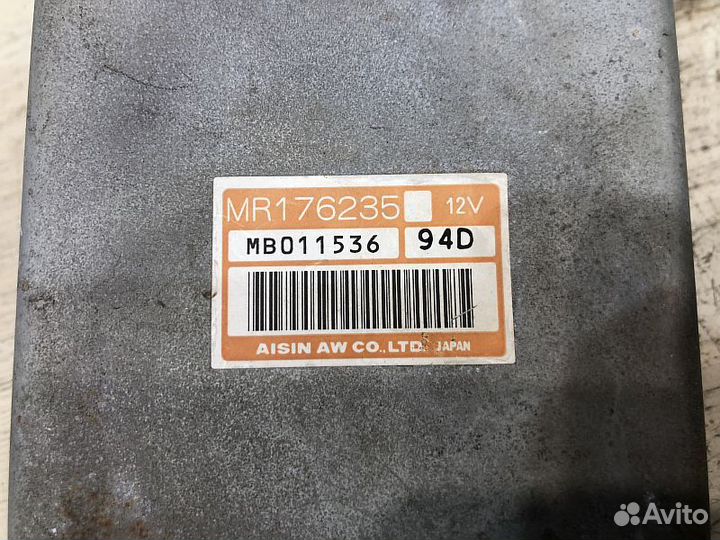 MR176235 12V
MB011536 94D
AISIN AW CO.,LTD. JAPAN
Avito